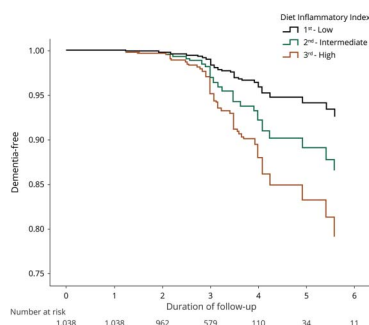 Diet Inflammatory Index
1st - Low
2nd - Intermediate
3rd - High
1.00
0.95
0.90
0.85
0.80
0.75
Dementia-free
0 1 2 3 4 5 6
Duration of follow-up
Number at risk
1,038 1,038 962 579 110 34 11